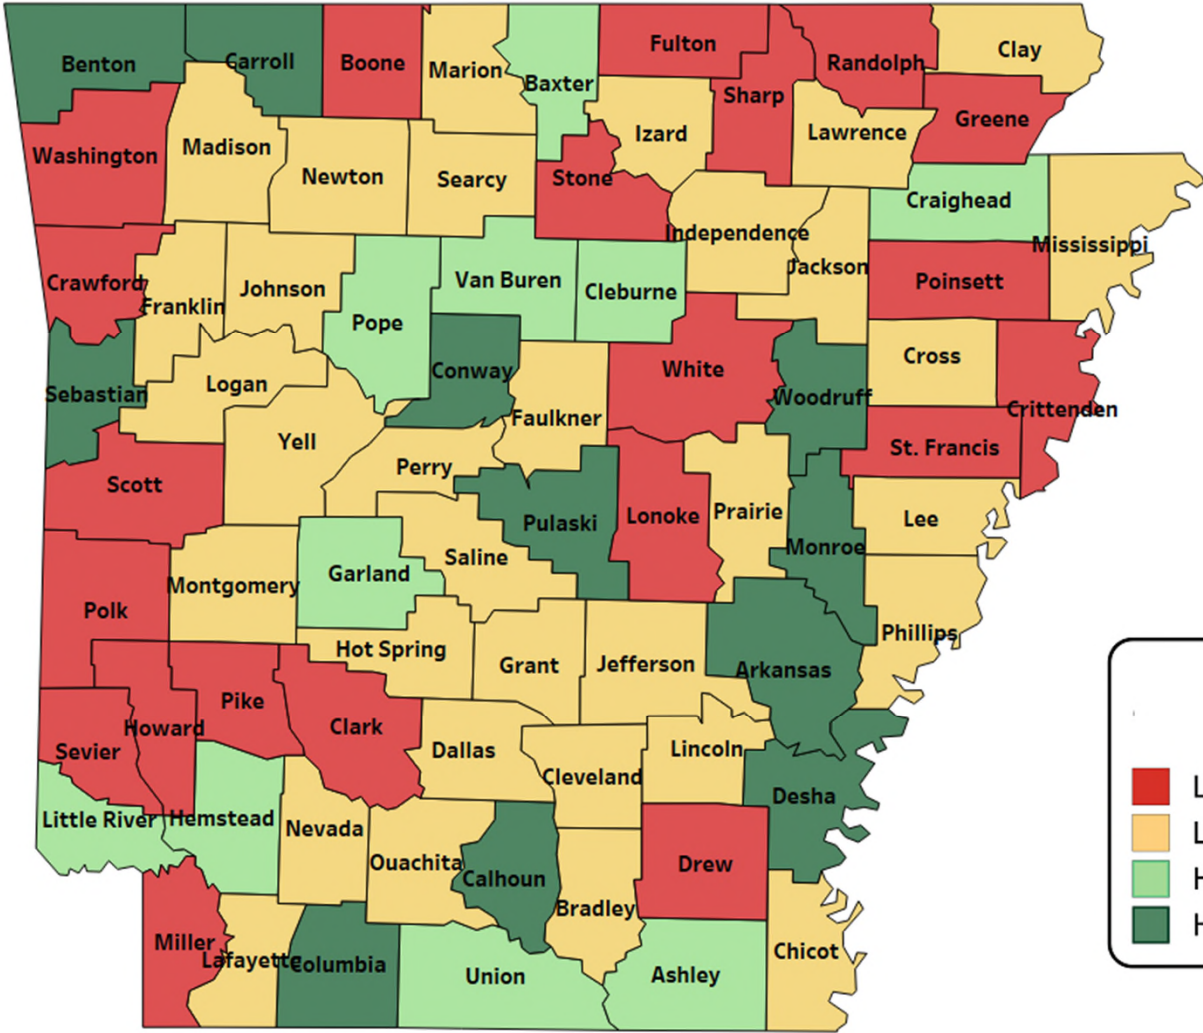 Benton
Carroll
Boone
Marion
Baxter
Fulton
Sharp
Randolph
Clay
Washington
Madison
Newton
Searcy
Stone
Izard
Lawrence
Greene
Craighead
Mississippi
Crawford
Franklin
Johnson
Pope
Van Buren
Cleburne
Independence
Jackson
Poinsett
Sebastian
Logan
Conway
Faulkner
White
Woodruff
Cross
Crittenden
Scott
Yell
Perry
Pulaski
Lonoke
Prairie
Monroe
St. Francis
Lee
Polk
Montgomery
Garland
Saline
Hot Spring
Grant
Jefferson
Arkansas
Phillips
Sevier
Howard
Pike
Clark
Dallas
Cleveland
Lincoln
Desha
Little River
Hemstead
Nevada
Ouachita
Calhoun
Bradley
Drew
Miller
Lafayette
Columbia
Union
Ashley
Chicot
L
L
H
H